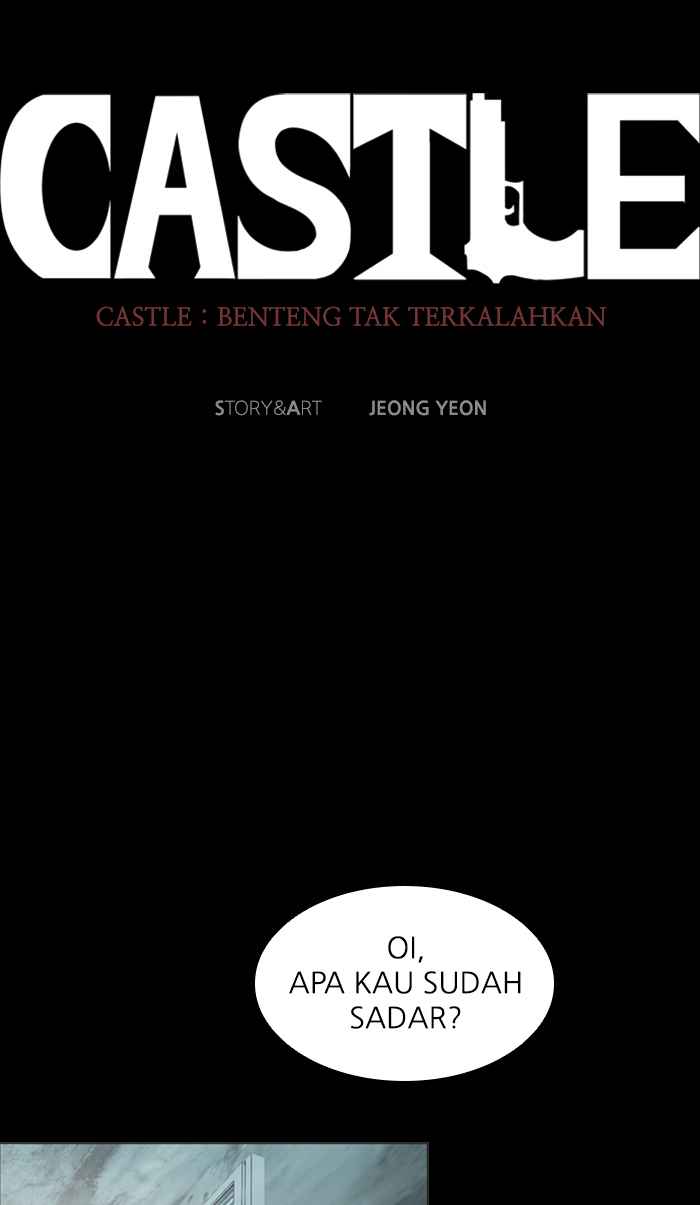 CASTLE
CASTLE : BENTENG TAK TERKALAHKAN
STORY&ART JEONG YEON
OI,
APA KAU SUDAH
SADAR?